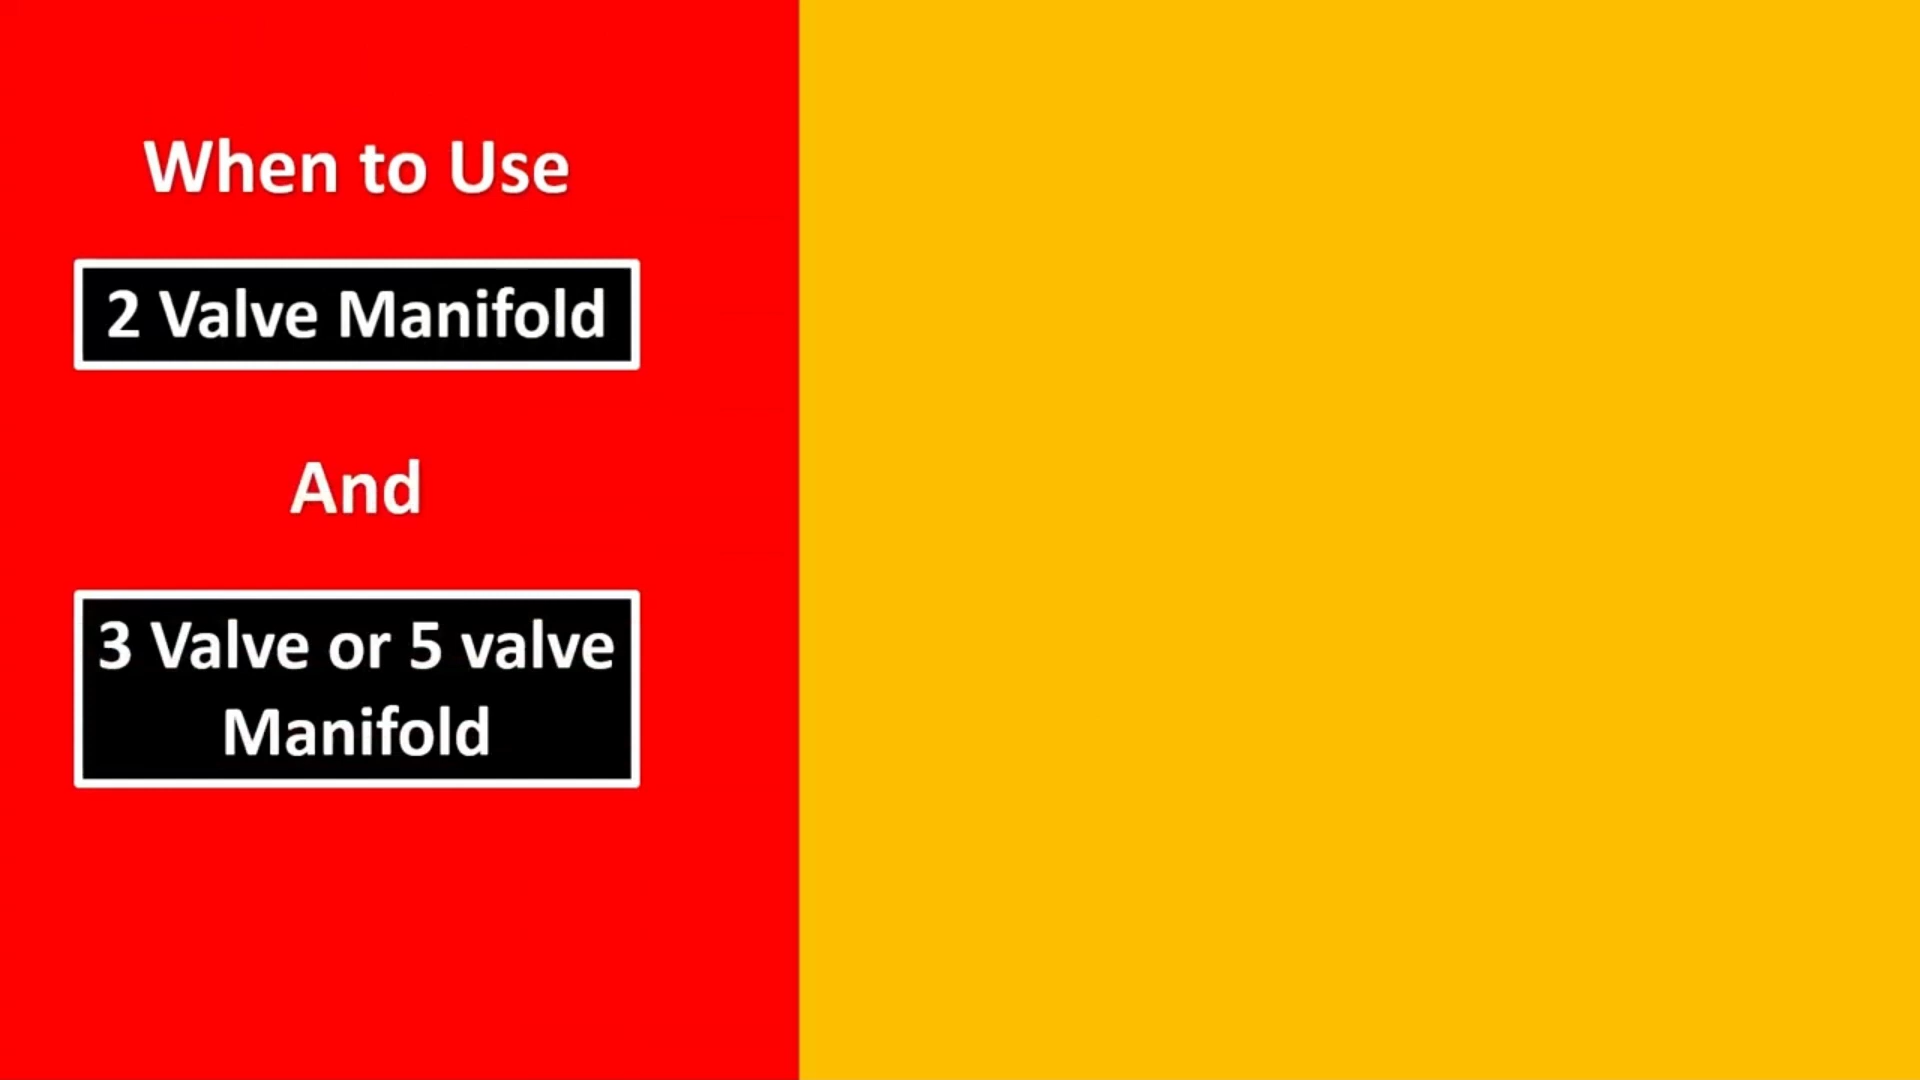 When to Use
2 Valve Manifold
And
3 Valve or 5 valve
Manifold